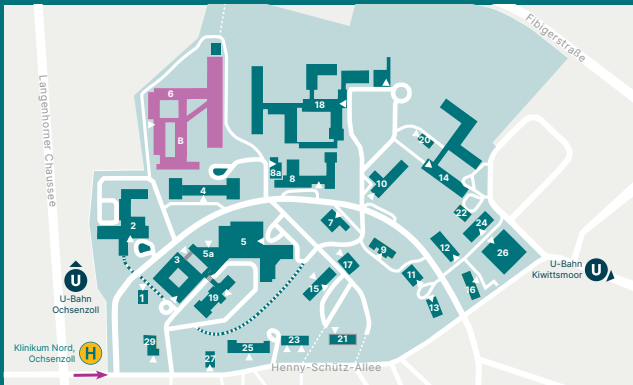 Fibigerstraße
Langenhorner Chaussee
6
B
18
20
8a
8
10
14
4
2
7
22
24
5
5a
9
12
26
3
17
11
U-Bahn
Kiwittsmoor
U
U
U-Bahn
Ochsenzoll
1
19
15
16
13
29
23
21
25
27
Klinikum Nord,
Ochsenzoll
H
Henny-Schütz-Allee